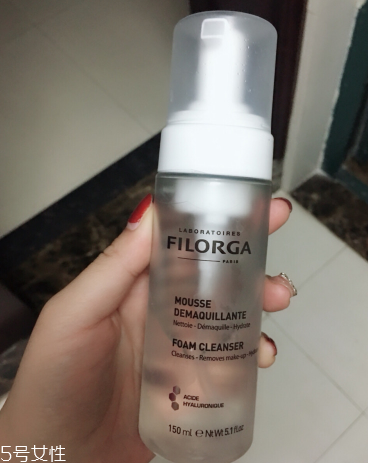 LABORATOIRES
FILORGA
PARIS
MOUSSE
DEMAQUILLANTE
Nettoie - Démaquille - Hydrate
FOAM CLEANSER
Cleanses - Removes make-up -
ACIDE
HYALURONIQUE
150 ml ℮ Net Wt 5.1 fl.oz
5号女性